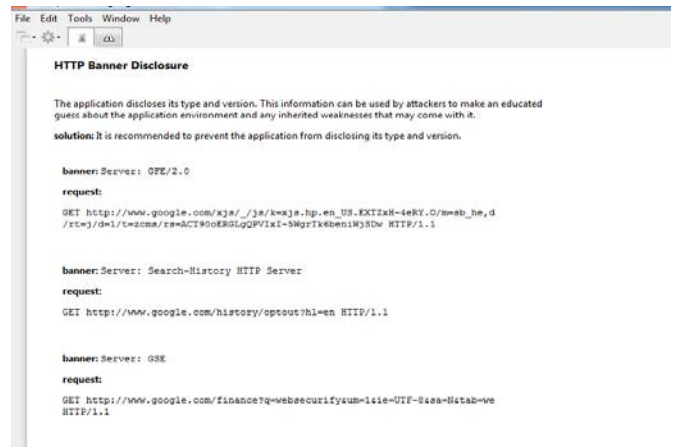 File Edit Tools Window Help
HTTP Banner Disclosure
The application discloses its type and version. This information can be used by attackers to make an educated
guess about the application environment and any inherited weaknesses that may come with it.
solution: It is recommended to prevent the application from disclosing its type and version.
banner: Server: GFE/2.0
request:
GET http://www.google.com/xjs/_/js/k=xjs.hp.en_US.EXTZxH-4eRY.O/m=sb_he,d
/rt=j/d=1/t=zcms/rs=ACT90oERGLgQPVIxI-5WgrTk6beniWjSDw HTTP/1.1
banner: Server: Search-History HTTP Server
request:
GET http://www.google.com/history/optout?hl=en HTTP/1.1
banner: Server: GSE
request:
GET http://www.google.com/finance?q=websecurify&um=1&ie=UTF-8&sa=N&tab=we
HTTP/1.1